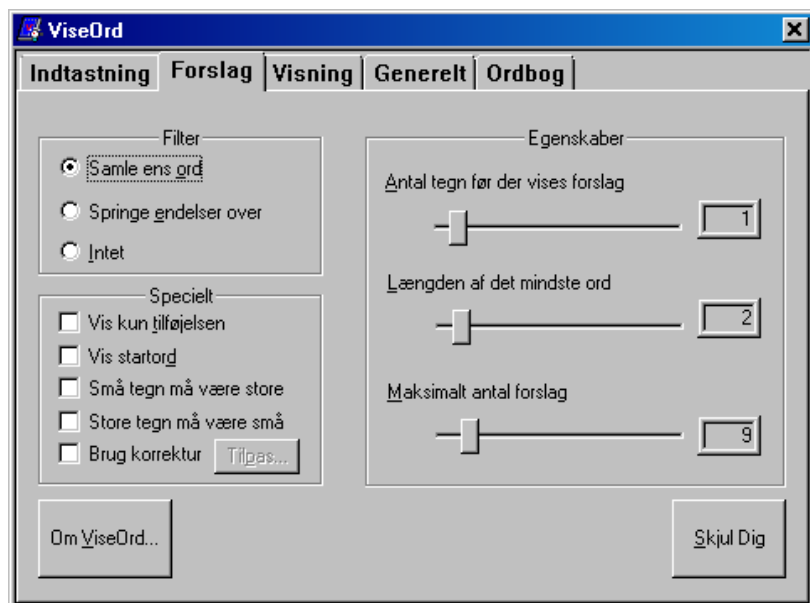 ViseOrd
Indtastning Forslag Visning Generelt Ordbog
Filter
Samle ens ord
Springe endelser over
Intet
Specielt
Vis kun tilføjelsen
Vis startord
Små tegn må være store
Store tegn må være små
Brug korrektur Tilpas...
Egenskaber
Antal tegn før der vises forslag
1
Længden af det mindste ord
2
Maksimalt antal forslag
9
Om ViseOrd...
Skjul Dig